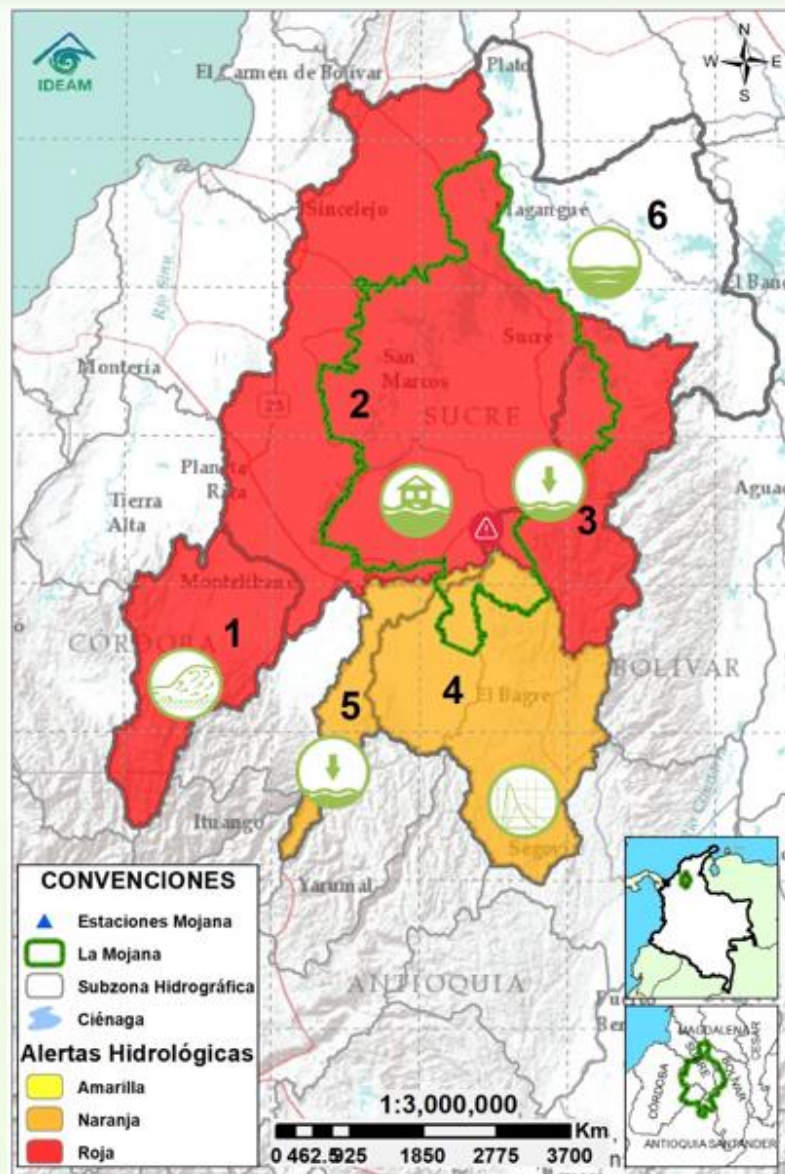 IDEAM
N
W
E
S
El Carmen de Bolívar
Plato
Sincelejo
Magangué
6
El Banc
Río Sinú
Montería
San
Marcos
Sucre
2
SUCRE
25
Planeta
Rica
Tierra
Alta
Aguac
3
Montelíbano
CÓRDOBA
1
BOLÍVAR
4
El Bagre
5
Ituango
Segovi
Yarumal
ANTIOQUIA
CONVENCIONES
Estaciones Mojana
La Mojana
Subzona Hidrográfica
Ciénaga
Alertas Hidrológicas
Amarilla
Naranja
Roja
1:3,000,000
Km
0 462.5 925 1850 2775 3700
MAGDALENA
CESAR
SUCRE
BOLÍVAR
CÓRDOBA
ANTIOQUIA SANTANDER